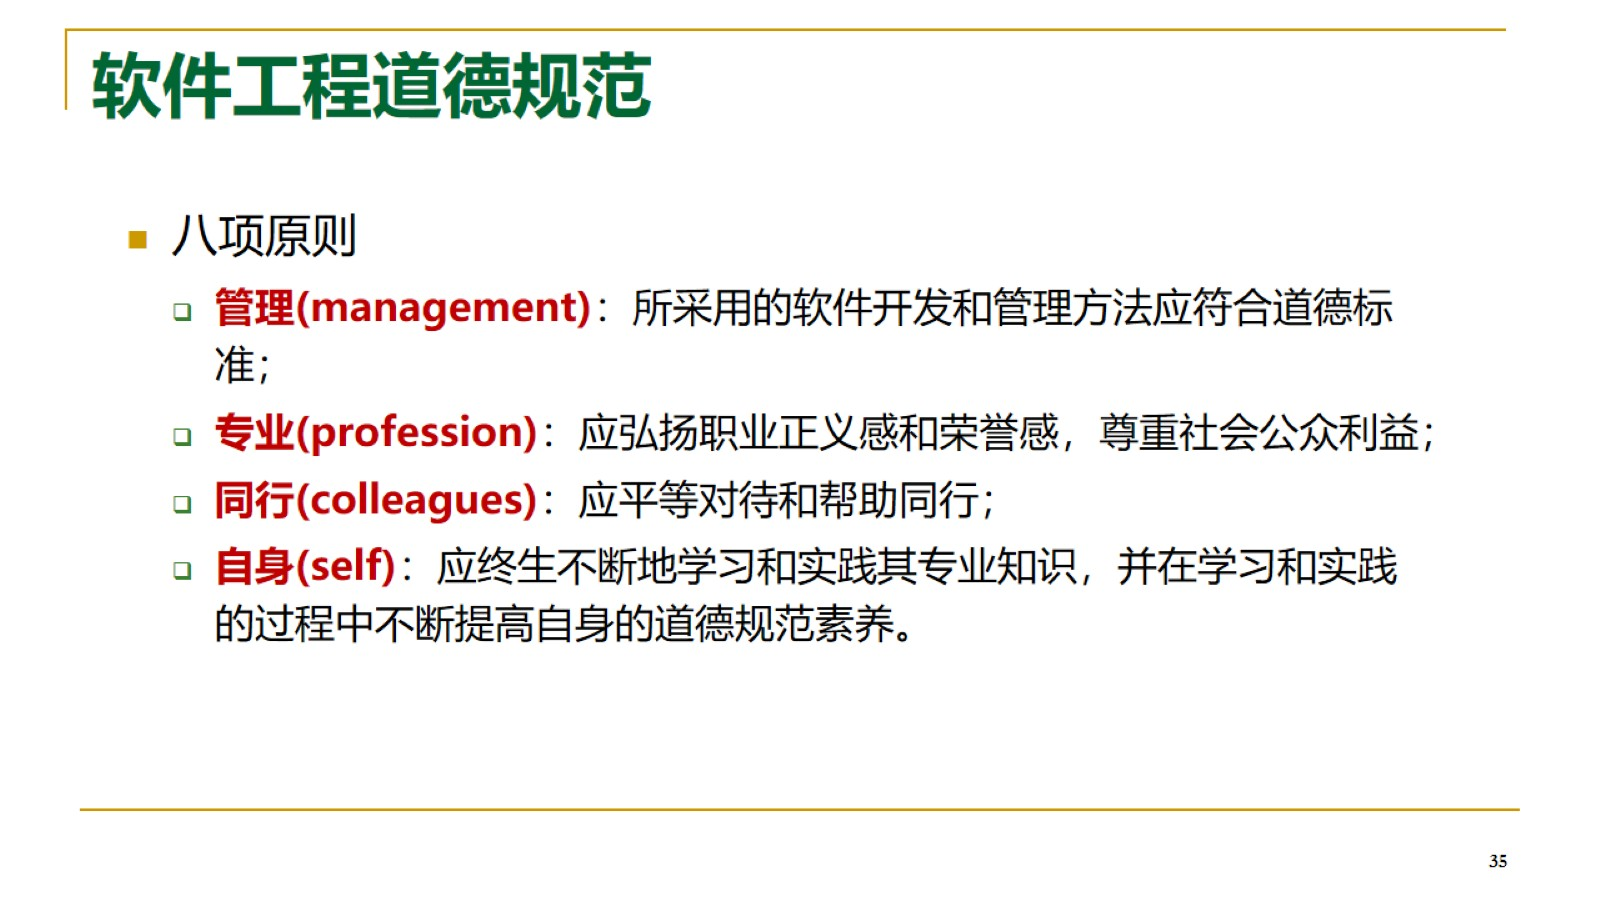 软件工程道德规范
八项原则
管理(management)：所采用的软件开发和管理方法应符合道德标
准；
专业(profession)：应弘扬职业正义感和荣誉感，尊重社会公众利益；
同行(colleagues)：应平等对待和帮助同行；
自身(self)：应终生不断地学习和实践其专业知识，并在学习和实践
的过程中不断提高自身的道德规范素养。
35